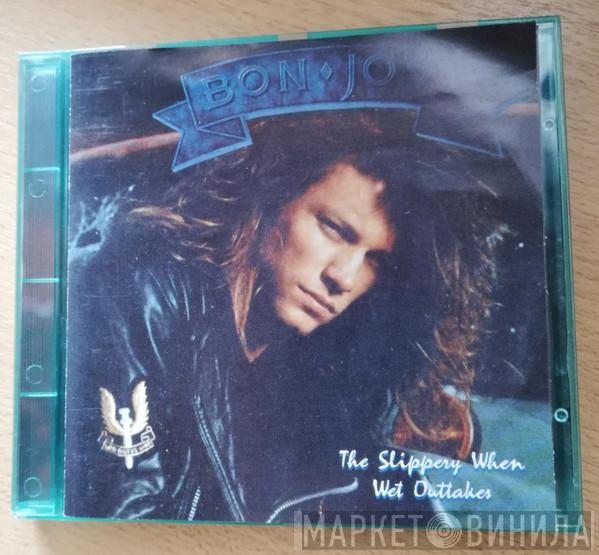 BON • JO
The Slippery When
Wet Outtakes
МАРКЕТ ВИНИЛА